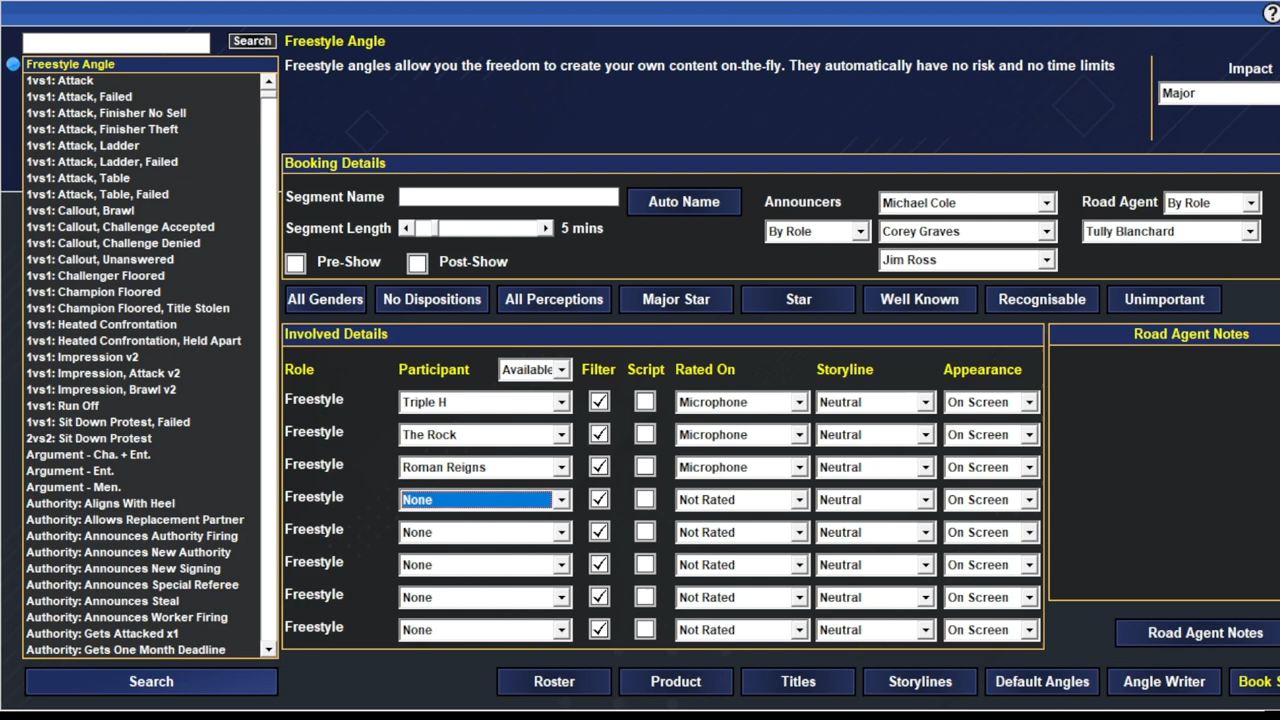 ?
Search
Freestyle Angle
Freestyle Angle
1vs1: Attack
1vs1: Attack, Failed
1vs1: Attack, Finisher No Sell
1vs1: Attack, Finisher Theft
1vs1: Attack, Ladder
1vs1: Attack, Ladder, Failed
1vs1: Attack, Table
1vs1: Attack, Table, Failed
1vs1: Callout, Brawl
1vs1: Callout, Challenge Accepted
1vs1: Callout, Challenge Denied
1vs1: Callout, Unanswered
1vs1: Challenger Floored
1vs1: Champion Floored
1vs1: Champion Floored, Title Stolen
1vs1: Heated Confrontation
1vs1: Heated Confrontation, Held Apart
1vs1: Impression v2
1vs1: Impression, Attack v2
1vs1: Impression, Brawl v2
1vs1: Run Off
1vs1: Sit Down Protest, Failed
2vs2: Sit Down Protest
Argument - Cha. + Ent.
Argument - Ent.
Argument - Men.
Authority: Aligns With Heel
Authority: Allows Replacement Partner
Authority: Announces Authority Firing
Authority: Announces New Authority
Authority: Announces New Signing
Authority: Announces Special Referee
Authority: Announces Steal
Authority: Announces Worker Firing
Authority: Gets Attacked x1
Authority: Gets One Month Deadline
Search
Freestyle angles allow you the freedom to create your own content on-the-fly. They automatically have no risk and no time limits
Impact
Major
Booking Details
Segment Name
Auto Name
Announcers
Michael Cole
Road Agent
By Role
Segment Length
5 mins
By Role
Corey Graves
Tully Blanchard
Pre-Show
Post-Show
Jim Ross
All Genders
No Dispositions
All Perceptions
Major Star
Star
Well Known
Recognisable
Unimportant
Involved Details
Road Agent Notes
Role
Participant
Available
Filter
Script
Rated On
Storyline
Appearance
Freestyle
Triple H
Microphone
Neutral
On Screen
Freestyle
The Rock
Microphone
Neutral
On Screen
Freestyle
Roman Reigns
Microphone
Neutral
On Screen
Freestyle
None
Not Rated
Neutral
On Screen
Freestyle
None
Not Rated
Neutral
On Screen
Freestyle
None
Not Rated
Neutral
On Screen
Freestyle
None
Not Rated
Neutral
On Screen
Freestyle
None
Not Rated
Neutral
On Screen
Road Agent Notes
Roster
Product
Titles
Storylines
Default Angles
Angle Writer
Book